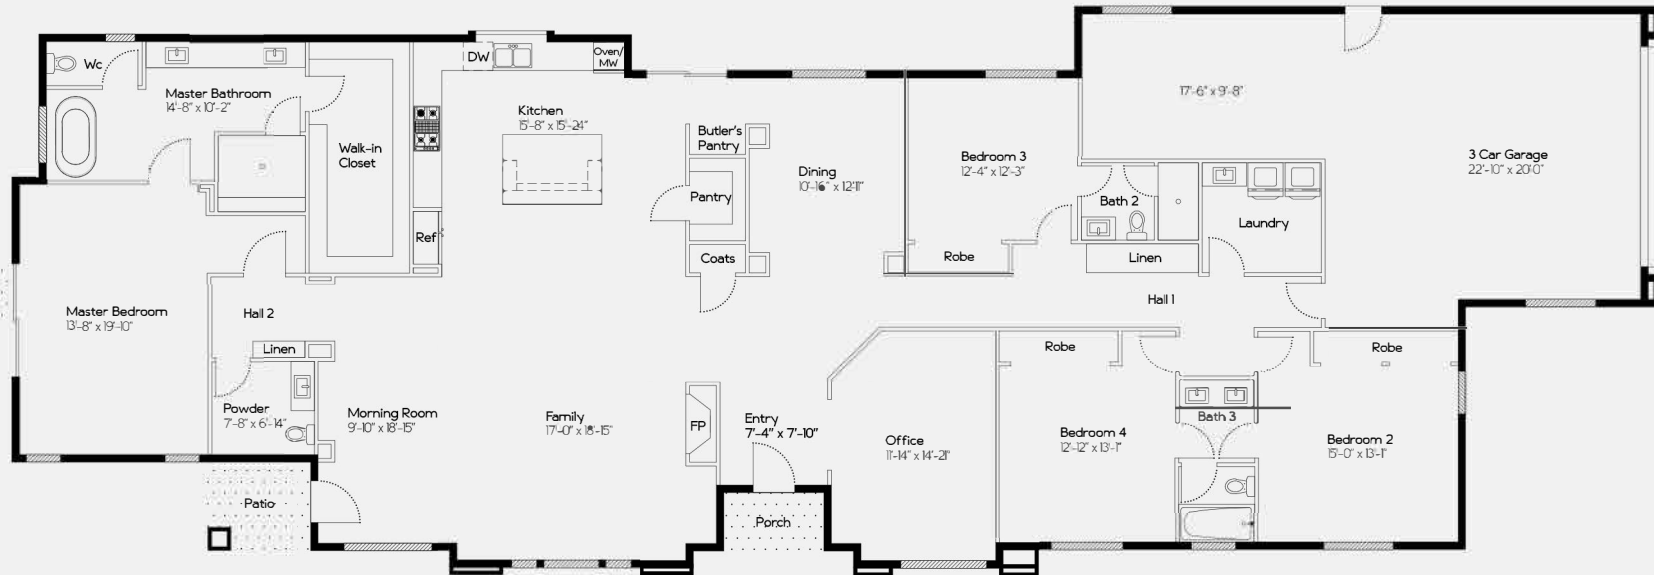 Wc
Master Bathroom
14'-8" x 10'-2"
Walk-in
Closet
DW
Oven/
MW
Kitchen
15'-8" x 15'-24"
Ref
Butler's
Pantry
Pantry
Coats
Dining
10'-16" x 12'11"
Bedroom 3
12'-4" x 12'-3"
Robe
Bath 2
Linen
Laundry
17'-6" x 9'-8"
3 Car Garage
22'-10" x 20'0"
Hall 1
Master Bedroom
13'-8" x 19'-10"
Hall 2
Linen
Powder
7'-8" x 6'-14"
Morning Room
9'-10" x 18'-15"
Family
17'-0" x 18'-15"
FP
Entry
7'-4" x 7'-10"
Office
11'-14" x 14'-21"
Robe
Bedroom 4
12'-12" x 13'-1"
Bath 3
Robe
Bedroom 2
15'-0" x 13'-1"
Patio
Porch